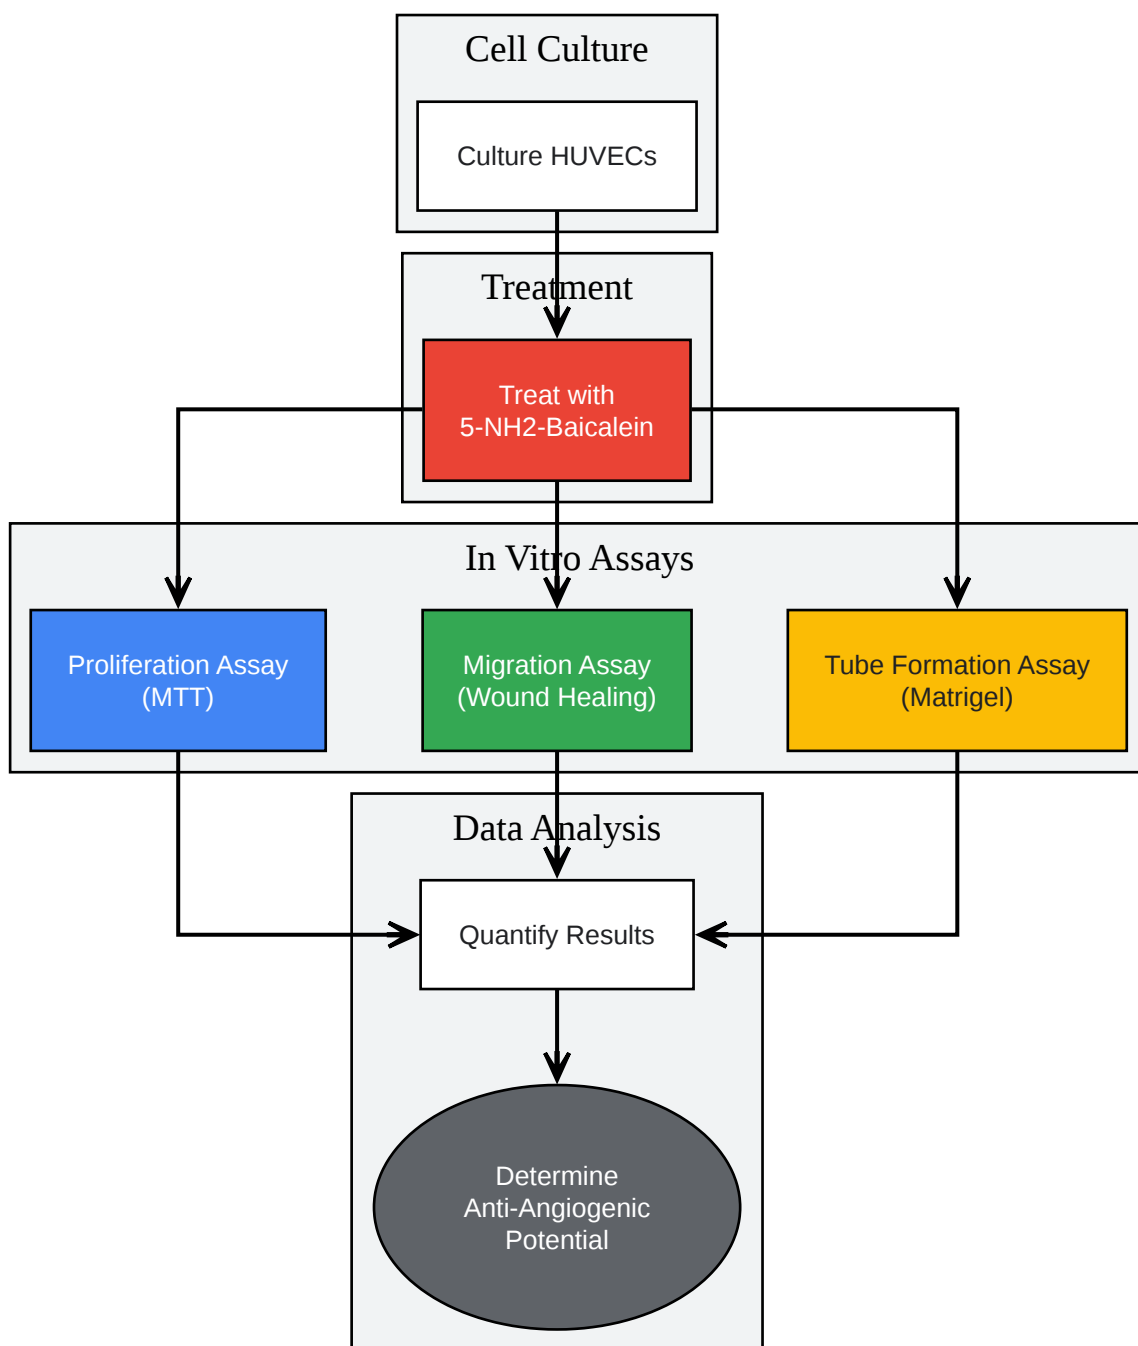 Cell Culture
Culture HUVECs
Treatment
Treat with
5-NH2-Baicalein
In Vitro Assays
Proliferation Assay
(MTT)
Migration Assay
(Wound Healing)
Tube Formation Assay
(Matrigel)
Data Analysis
Quantify Results
Determine
Anti-Angiogenic
Potential